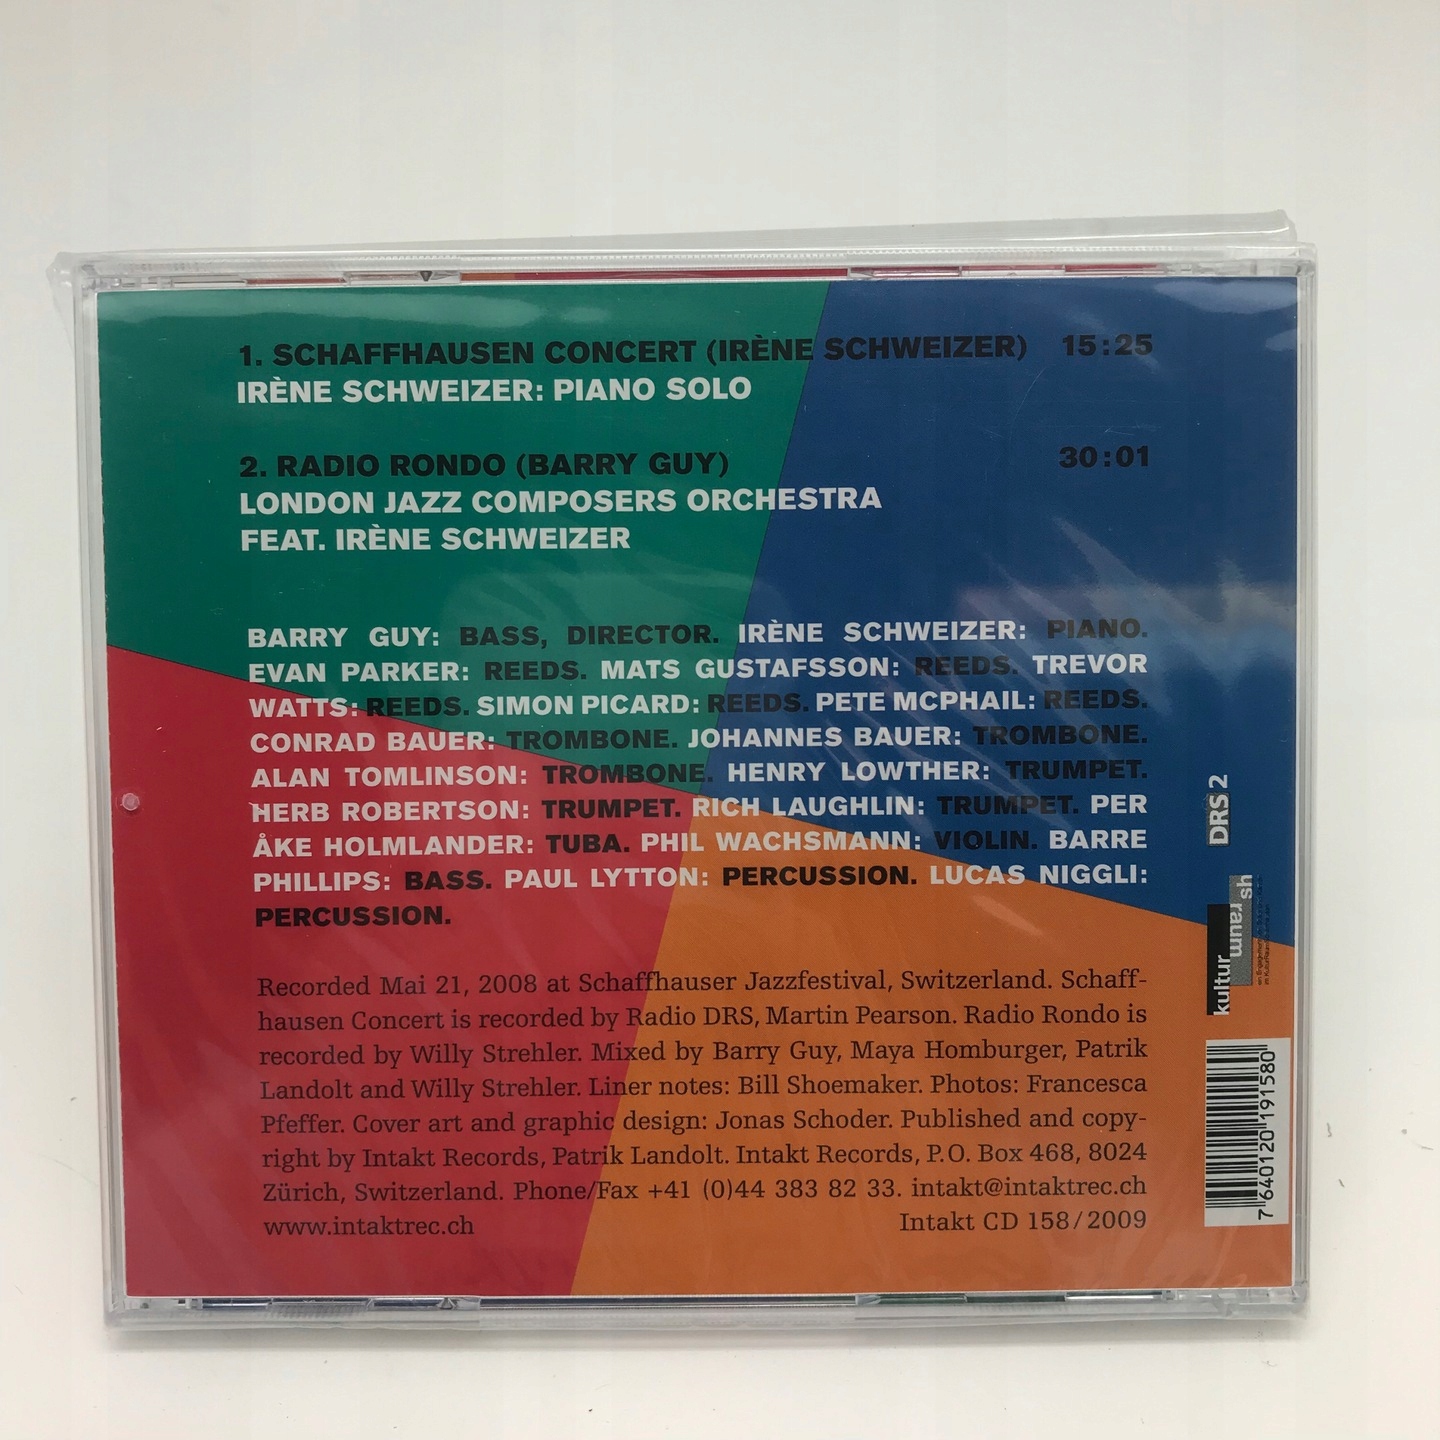 1. SCHAFFHAUSEN CONCERT (IRÈNE SCHWEIZER) 15:25
IRÈNE SCHWEIZER: PIANO SOLO
2. RADIO RONDO (BARRY GUY) 30:01
LONDON JAZZ COMPOSERS ORCHESTRA
FEAT. IRÈNE SCHWEIZER
BARRY GUY: BASS, DIRECTOR. IRÈNE SCHWEIZER: PIANO.
EVAN PARKER: REEDS. MATS GUSTAFSSON: REEDS. TREVOR
WATTS: REEDS. SIMON PICARD: REEDS. PETE MCPHAIL: REEDS.
CONRAD BAUER: TROMBONE. JOHANNES BAUER: TROMBONE.
ALAN TOMLINSON: TROMBONE. HENRY LOWTHER: TRUMPET.
HERB ROBERTSON: TRUMPET. RICH LAUGHLIN: TRUMPET. PER
ÅKE HOLMLANDER: TUBA. PHIL WACHSMANN: VIOLIN. BARRE
PHILLIPS: BASS. PAUL LYTTON: PERCUSSION. LUCAS NIGGLI:
PERCUSSION.
Recorded Mai 21, 2008 at Schaffhauser Jazzfestival, Switzerland. Schaff-
hausen Concert is recorded by Radio DRS, Martin Pearson. Radio Rondo is
recorded by Willy Strehler. Mixed by Barry Guy, Maya Homburger, Patrik
Landolt and Willy Strehler. Liner notes: Bill Shoemaker. Photos: Francesca
Pfeffer. Cover art and graphic design: Jonas Schoder. Published and copy-
right by Intakt Records, Patrik Landolt. Intakt Records, P.O. Box 468, 8024
Zürich, Switzerland. Phone/Fax +41 (0)44 383 82 33. intakt@intaktrec.ch
www.intaktrec.ch Intakt CD 158/2009
DRS 2
kultur
raum
sh
7640120191580